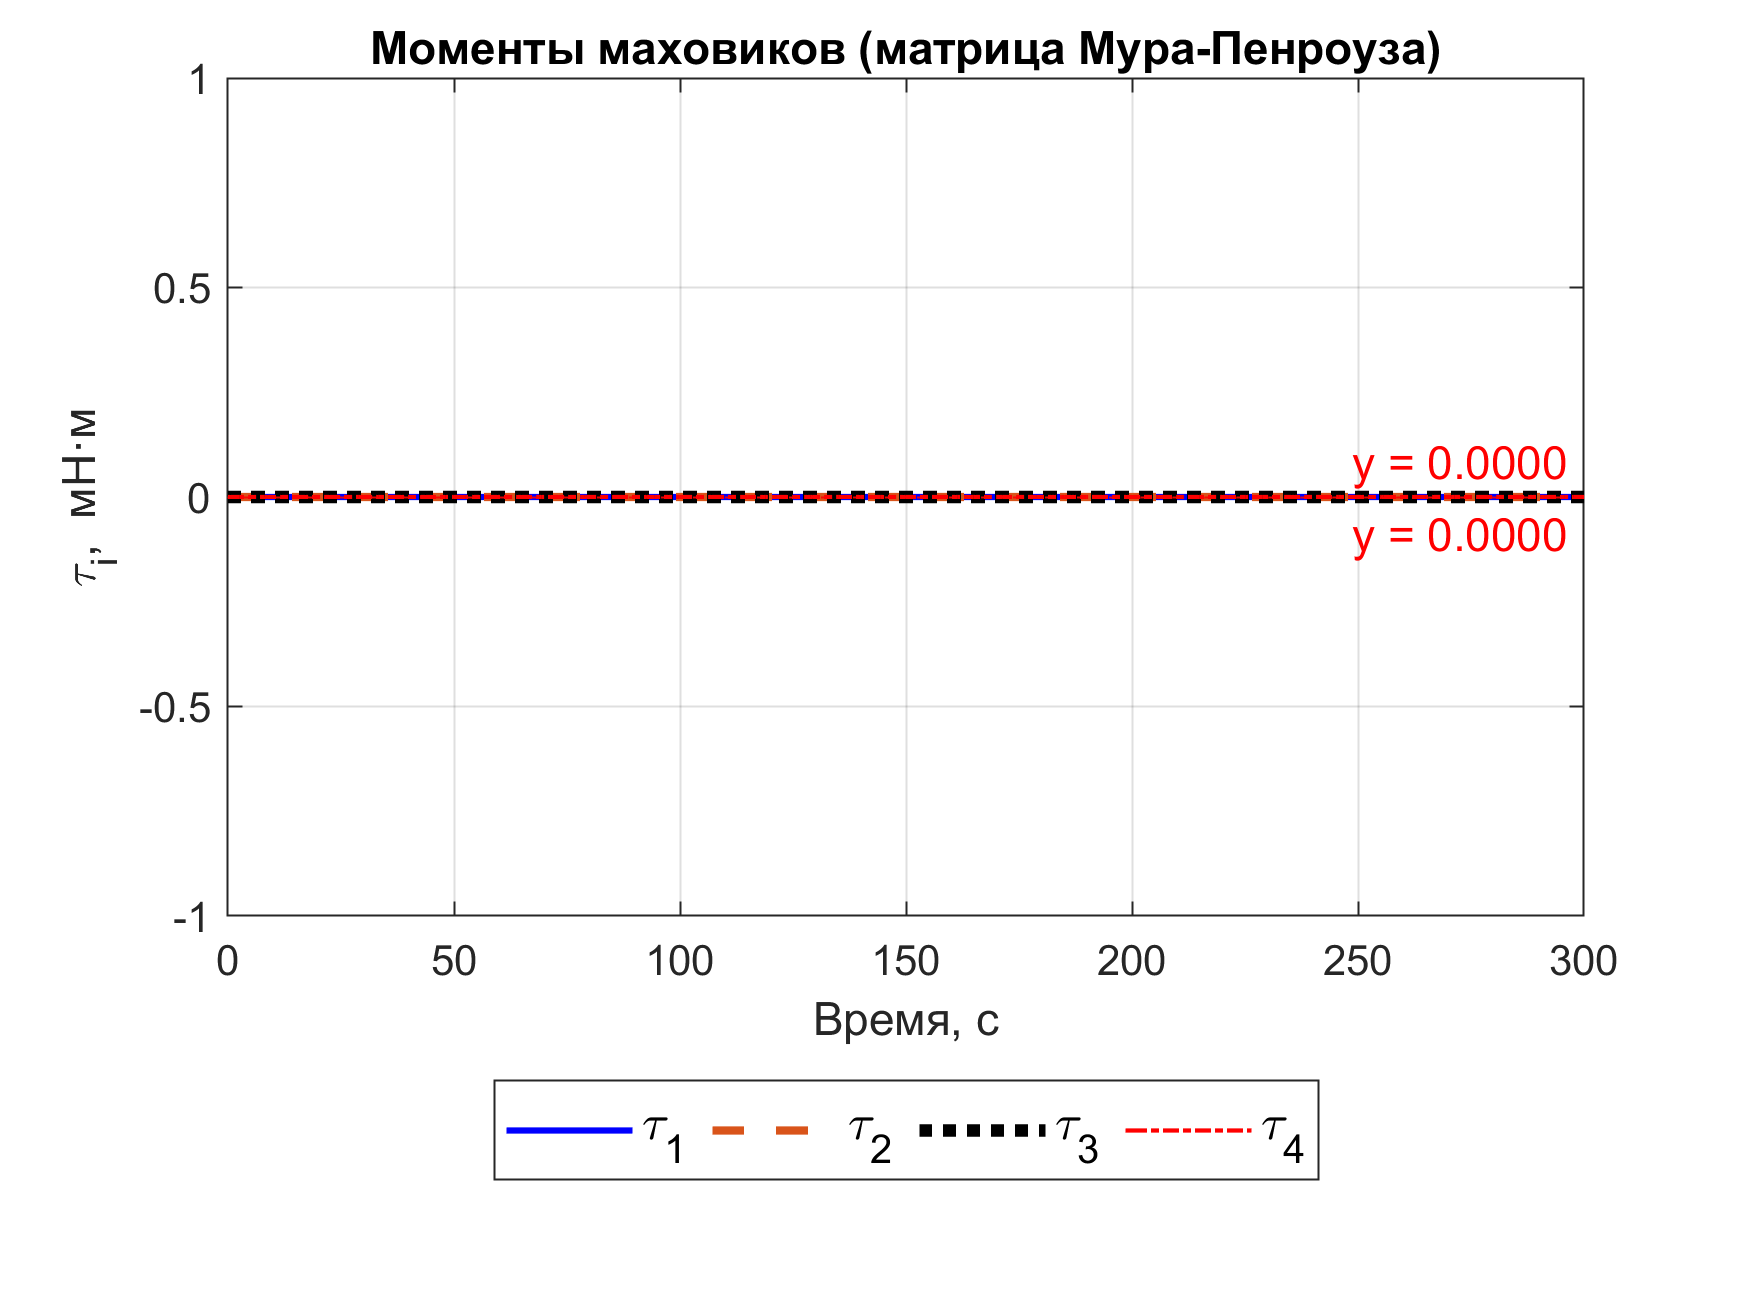 Моменты маховиков (матрица Мура-Пенроуза)
1
0.5
0
-0.5
-1
τi, мН·м
y = 0.0000
y = 0.0000
0 50 100 150 200 250 300
Время, с
τ1 τ2 τ3 τ4